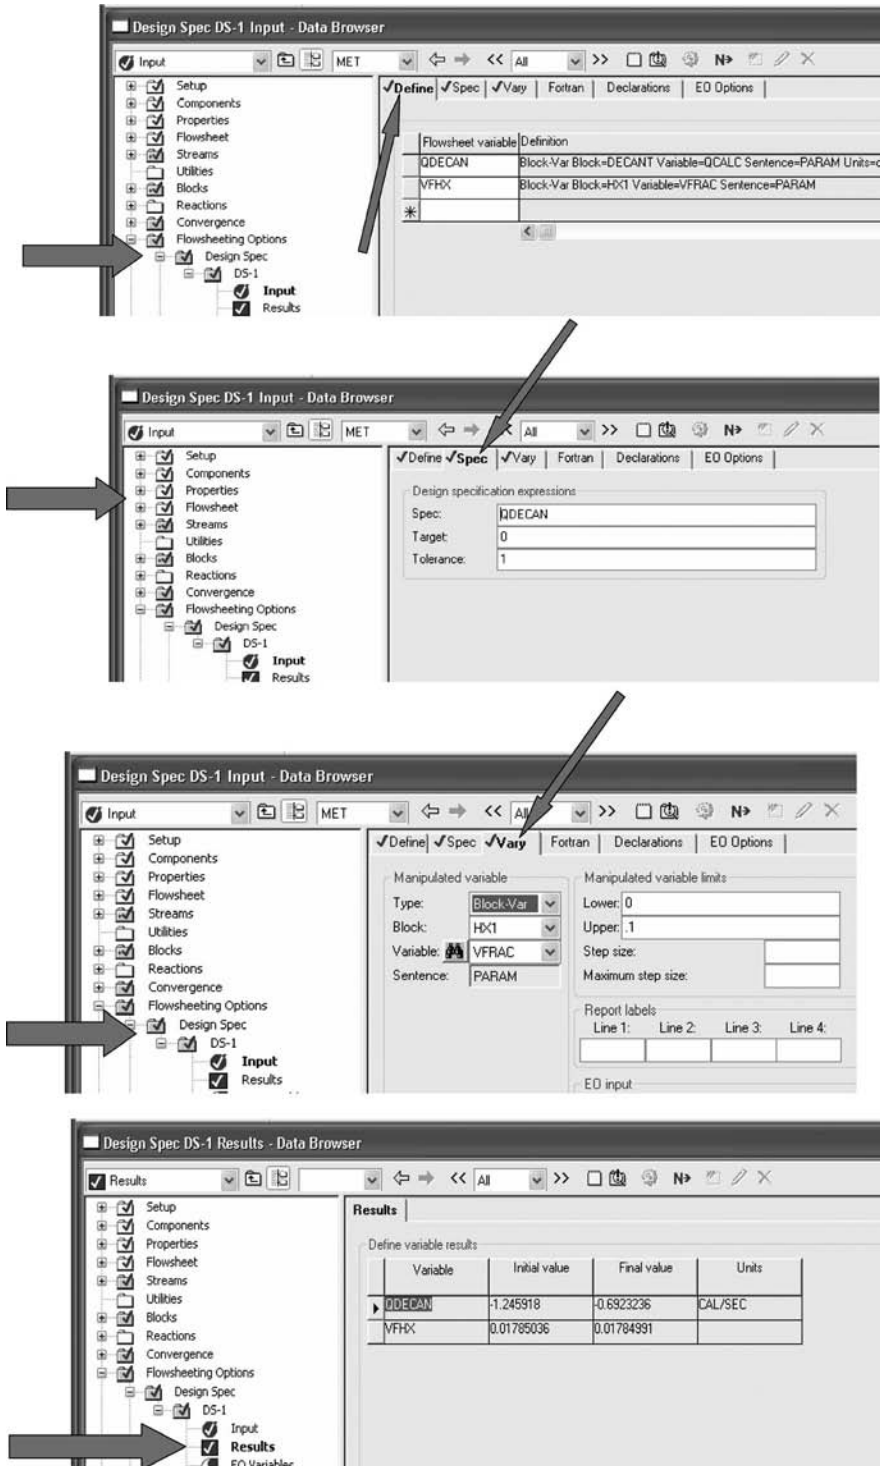 Design Spec DS-1 Input - Data Browser
Input MET << All >> N>
Setup
Components
Properties
Flowsheet
Streams
Utilities
Blocks
Reactions
Convergence
Flowsheeting Options
Design Spec
DS-1
Input
Results
Define Spec Vary Fortran Declarations EO Options
Flowsheet variable Definition
QDECAN Block-Var Block=DECANT Variable=QCALC Sentence=PARAM Units=c
VFHX Block-Var Block=HX1 Variable=VFRAC Sentence=PARAM
*
Design Spec DS-1 Input - Data Browser
Input MET All >> N>
Setup
Components
Properties
Flowsheet
Streams
Utilities
Blocks
Reactions
Convergence
Flowsheeting Options
Design Spec
DS-1
Input
Results
Define Spec Vary Fortran Declarations EO Options
Design specification expressions
Spec: QDECAN
Target: 0
Tolerance: 1
Design Spec DS-1 Input - Data Browser
Input MET << All >> N>
Setup
Components
Properties
Flowsheet
Streams
Utilities
Blocks
Reactions
Convergence
Flowsheeting Options
Design Spec
DS-1
Input
Results
Define Spec Vary Fortran Declarations EO Options
Manipulated variable
Type: Block-Var
Block: HX1
Variable: VFRAC
Sentence: PARAM
Manipulated variable limits
Lower: 0
Upper: .1
Step size:
Maximum step size:
Report labels
Line 1: Line 2: Line 3: Line 4:
EO input
Design Spec DS-1 Results - Data Browser
Results << All >> N>
Setup
Components
Properties
Flowsheet
Streams
Utilities
Blocks
Reactions
Convergence
Flowsheeting Options
Design Spec
DS-1
Input
Results
EO Variables
Results
Define variable results
Variable Initial value Final value Units
QDECAN -1.245918 -0.6923236 CAL/SEC
VFHX 0.01785036 0.01784991